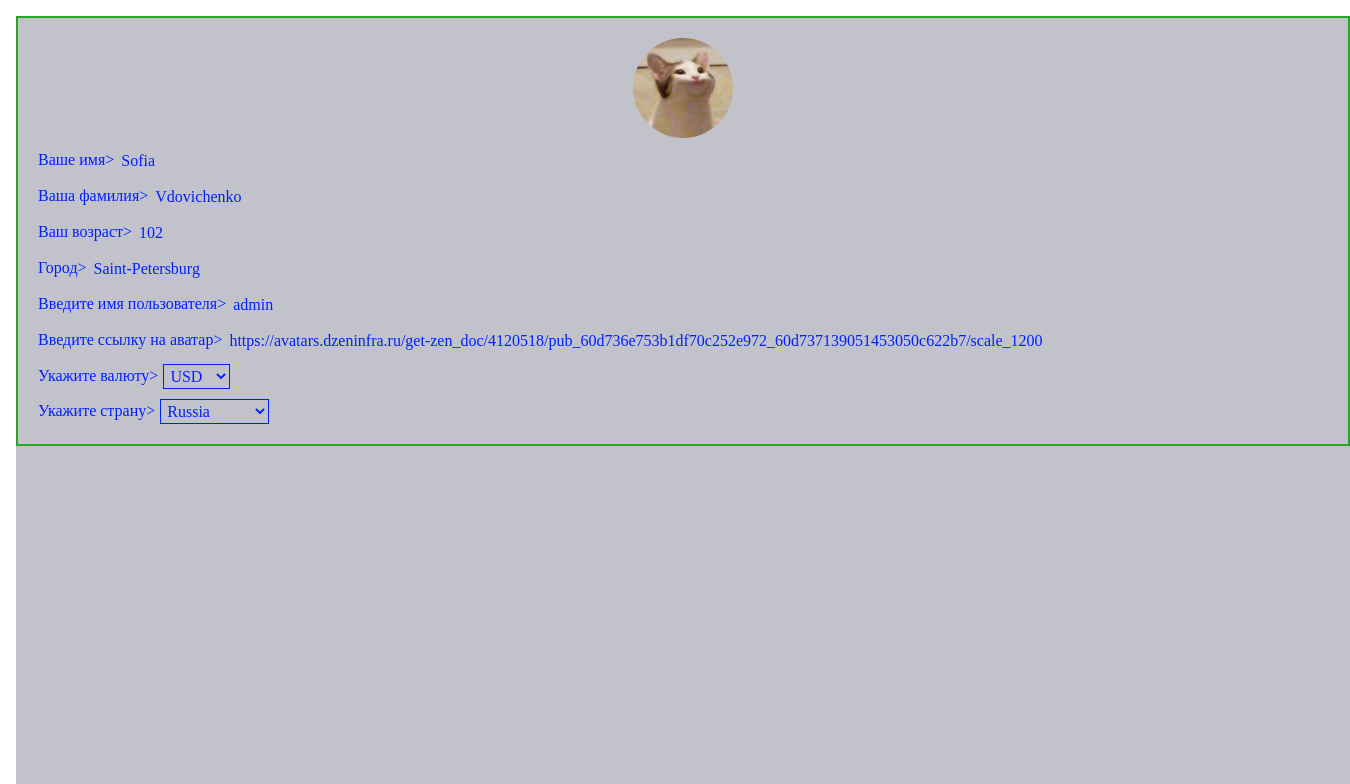 Ваше имя> Sofia
Ваша фамилия> Vdovichenko
Ваш возраст> 102
Город> Saint-Petersburg
Введите имя пользователя> admin
Введите ссылку на аватар> https://avatars.dzeninfra.ru/get-zen_doc/4120518/pub_60d736e753b1df70c252e972_60d737139051453050c622b7/scale_1200
Укажите валюту> USD
Укажите страну> Russia